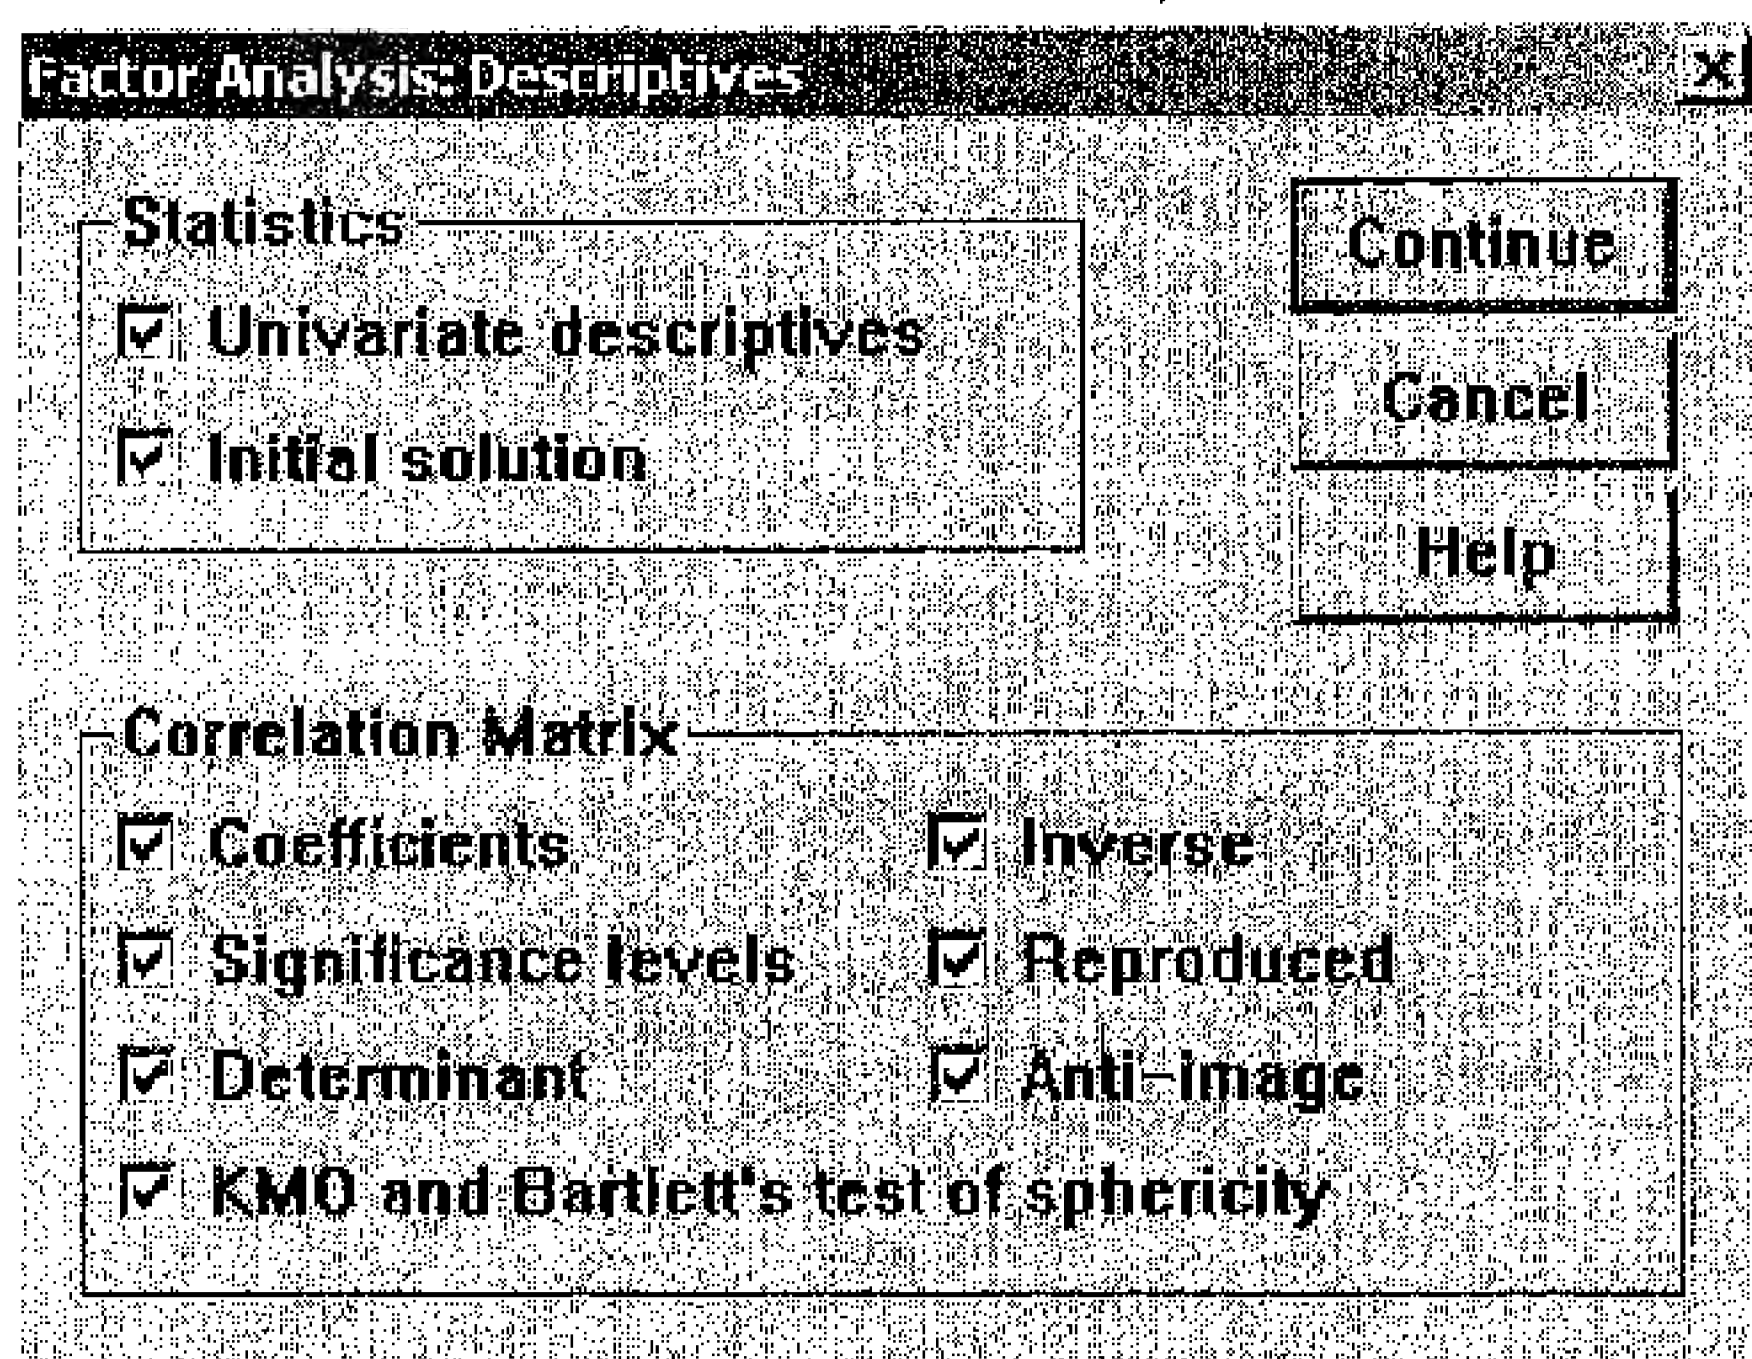 Factor Analysis: Descriptives
Statistics
Univariate descriptives
Initial solution
Continue
Cancel
Help
Correlation Matrix
Coefficients
Inverse
Significance levels
Reproduced
Determinant
Anti-image
KMO and Bartlett's test of sphericity